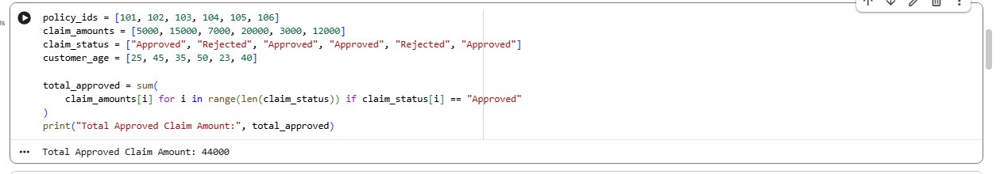 policy_ids = [101, 102, 103, 104, 105, 106]
claim_amounts = [5000, 15000, 7000, 20000, 3000, 12000]
claim_status = ["Approved", "Rejected", "Approved", "Approved", "Rejected", "Approved"]
customer_age = [25, 45, 35, 50, 23, 40]

total_approved = sum(
    claim_amounts[i] for i in range(len(claim_status)) if claim_status[i] == "Approved"
)
print("Total Approved Claim Amount:", total_approved)
Total Approved Claim Amount: 44000